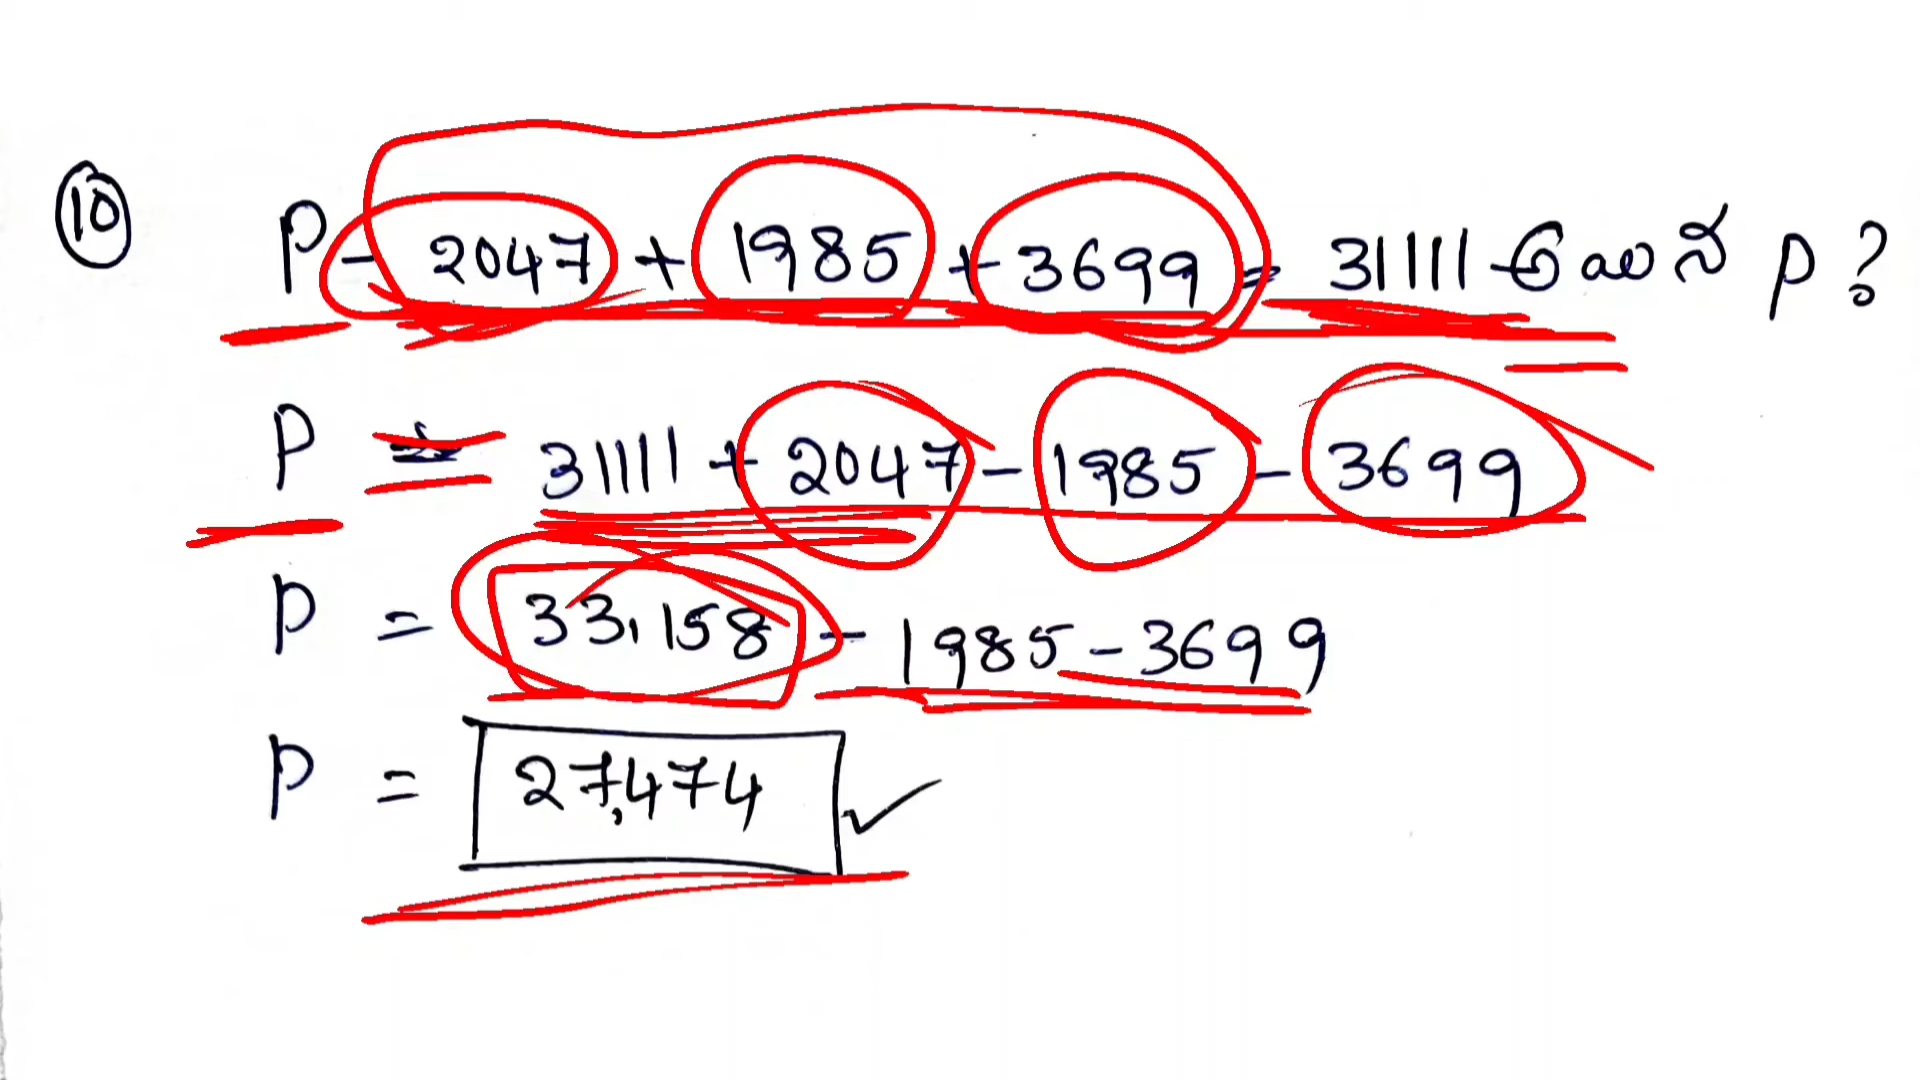 10 P - 2047 + 1985 + 3699 = 31111 అయిన P ?
P = 31111 + 2047 - 1985 - 3699
P = 33,158 - 1985 - 3699
P = 27,474 ✓